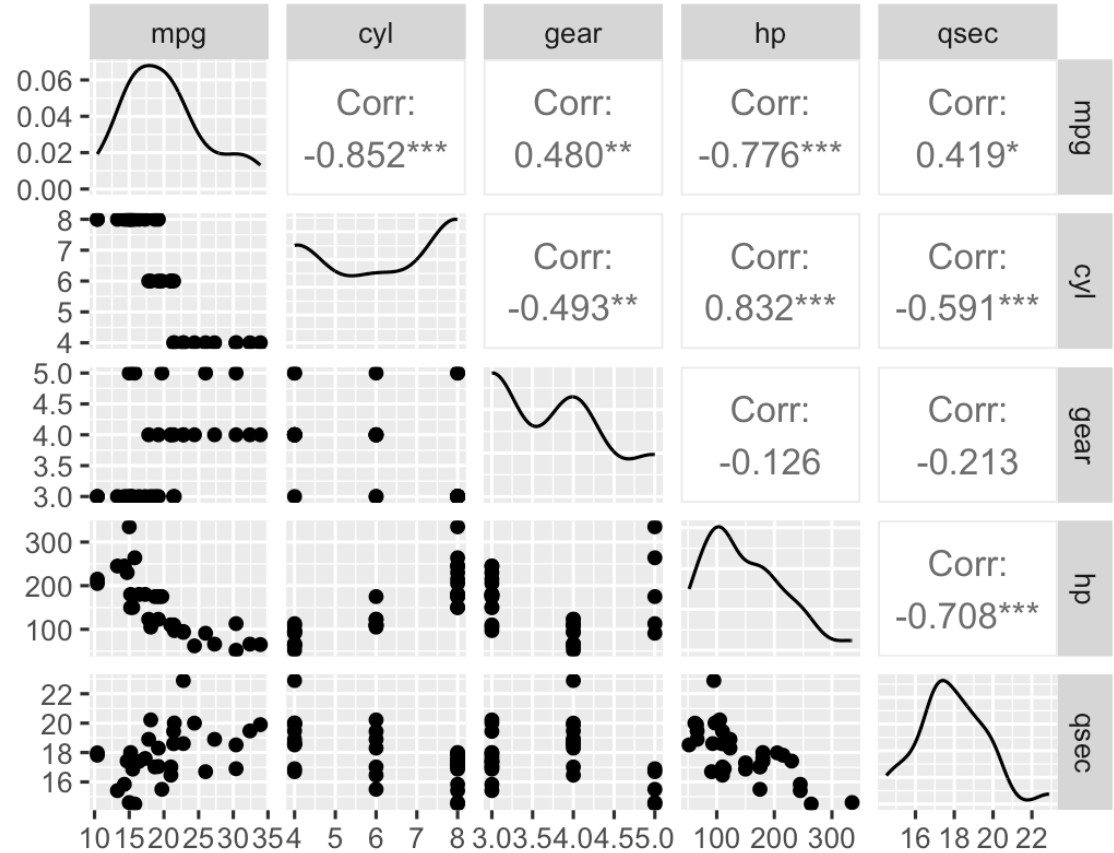 mpg cyl gear hp qsec
0.06
0.04
0.02
0.00
Corr:
-0.852***
Corr:
0.480**
Corr:
-0.776***
Corr:
0.419*
mpg
8
7
6
5
4
Corr:
-0.493**
Corr:
0.832***
Corr:
-0.591***
cyl
5.0
4.5
4.0
3.5
3.0
Corr:
-0.126
Corr:
-0.213
gear
300
200
100
Corr:
-0.708***
hp
22
20
18
16
qsec
10 15 20 25 30 35 4 5 6 7 8 3.0 3.5 4.0 4.5 5.0 100 200 300 16 18 20 22